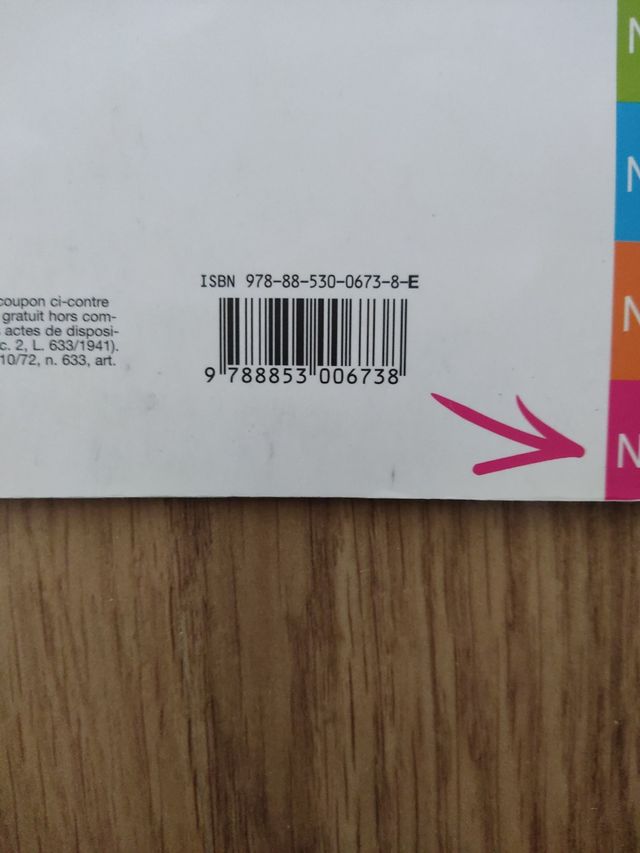 N
N
N
N
ISBN 978-88-530-0673-8-E
9 788853 006738
coupon ci-contre
gratuit hors com-
actes de disposi-
c. 2, L. 633/1941).
10/72, n. 633, art.